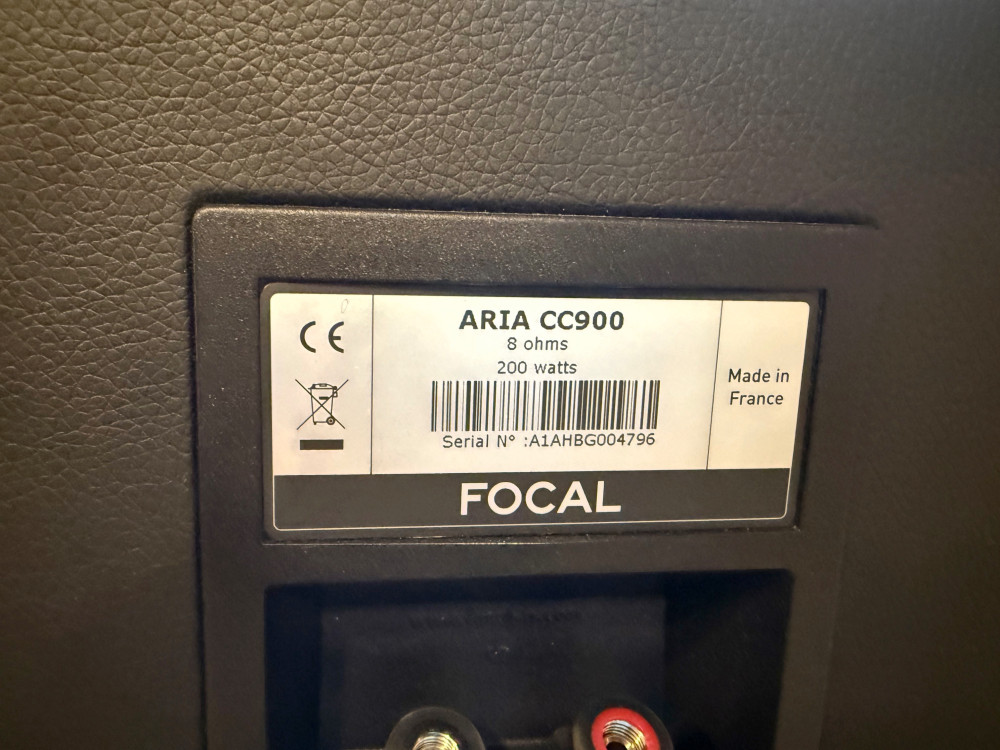 CE
ARIA CC900
8 ohms
200 watts
Serial N° :A1AHBG004796
Made in
France
FOCAL